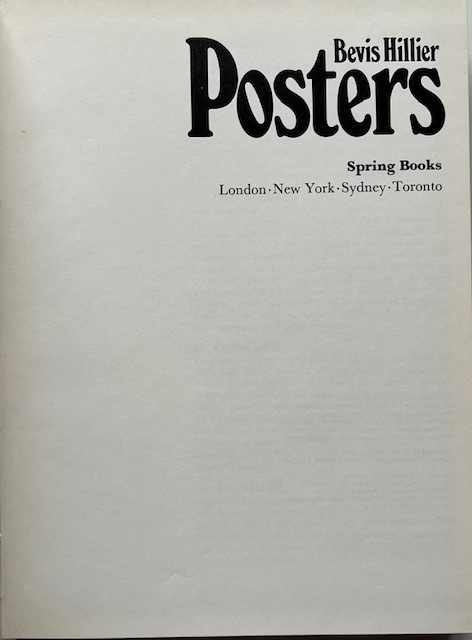 Bevis Hillier
Posters
Spring Books
London·New York·Sydney·Toronto